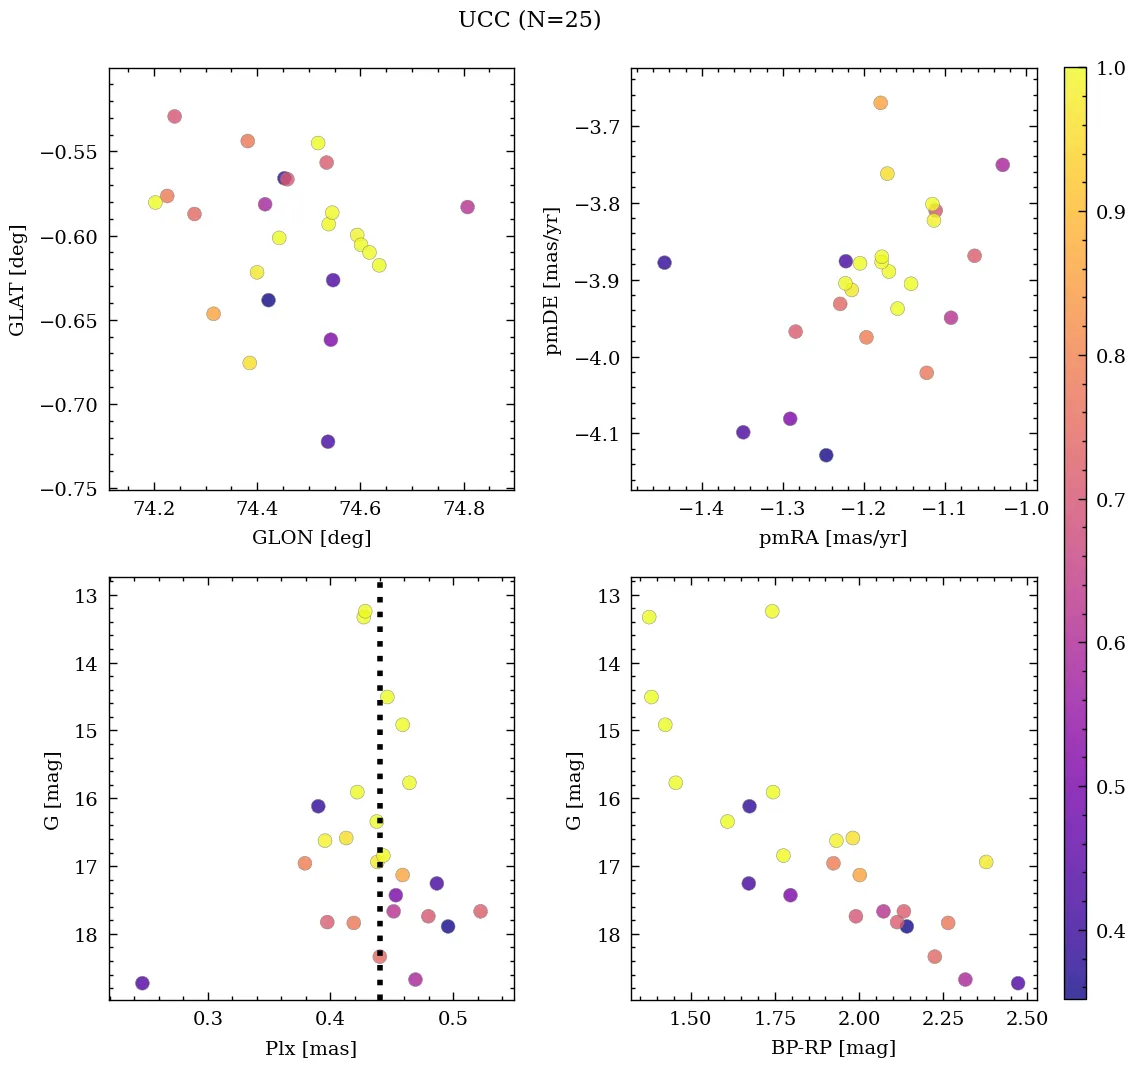 UCC (N=25)
−0.55
−0.60
−0.65
−0.70
−0.75
GLAT [deg]
74.2 74.4 74.6 74.8
GLON [deg]
−3.7
−3.8
−3.9
−4.0
−4.1
pmDE [mas/yr]
−1.4 −1.3 −1.2 −1.1 −1.0
pmRA [mas/yr]
13
14
15
16
17
18
G [mag]
0.3 0.4 0.5
Plx [mas]
13
14
15
16
17
18
G [mag]
1.50 1.75 2.00 2.25 2.50
BP-RP [mag]
1.0
0.9
0.8
0.7
0.6
0.5
0.4